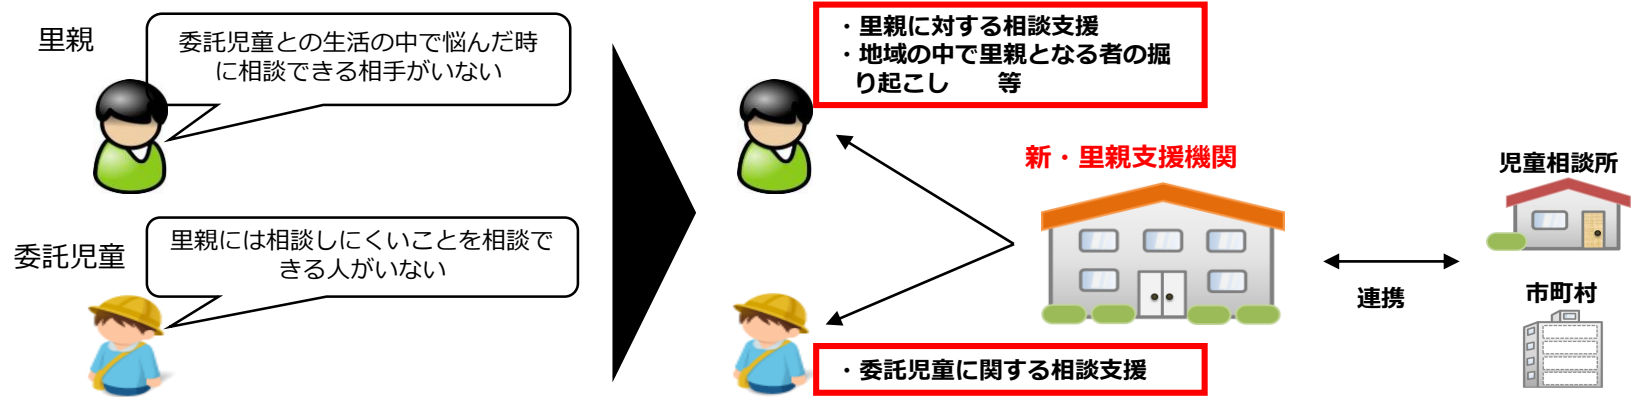 里親
委託児童との生活の中で悩んだ時
に相談できる相手がいない
委託児童
里親には相談しにくいことを相談で
きる人がいない
・里親に対する相談支援
・地域の中で里親となる者の掘
り起こし　　等
新・里親支援機関
・委託児童に関する相談支援
連携
児童相談所
市町村